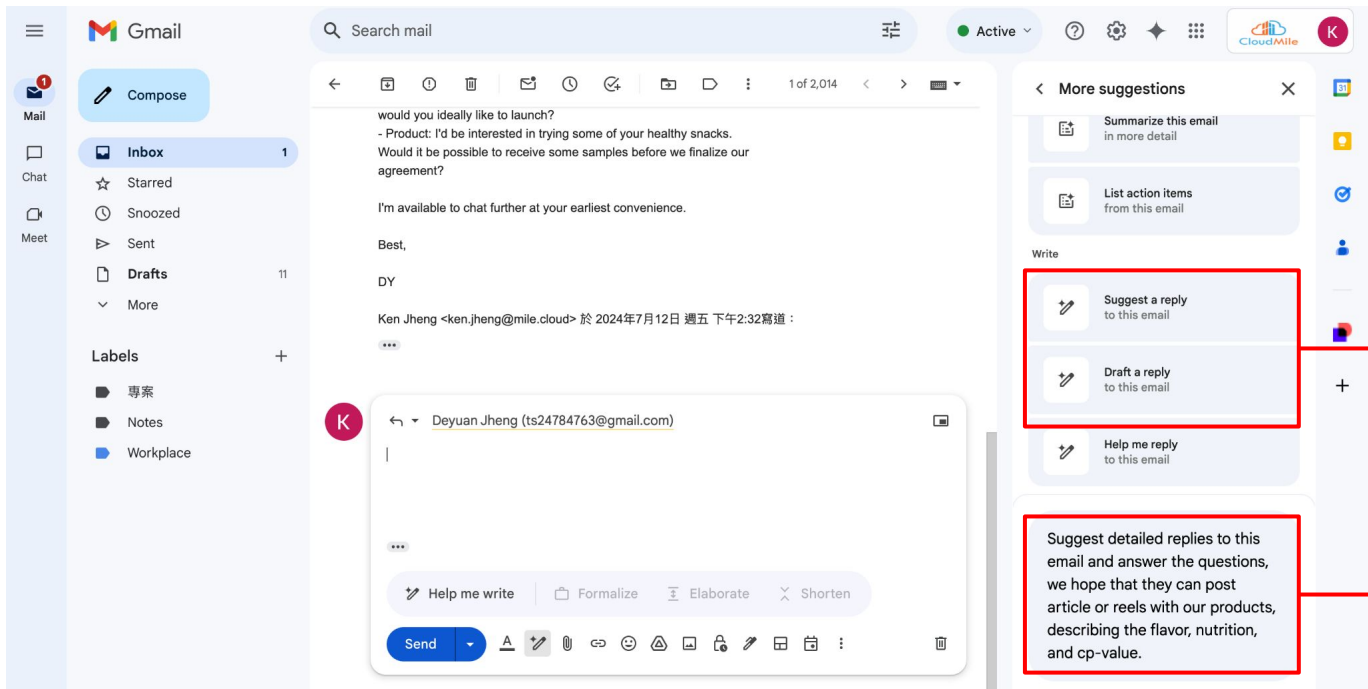 Gmail
Search mail
Active
CloudMile
K
1
Mail
Chat
Meet
Compose
Inbox 1
Starred
Snoozed
Sent
Drafts 11
More
Labels
專案
Notes
Workplace
1 of 2,014
would you ideally like to launch?
- Product: I'd be interested in trying some of your healthy snacks.
Would it be possible to receive some samples before we finalize our
agreement?
I'm available to chat further at your earliest convenience.
Best,
DY
Ken Jheng <ken.jheng@mile.cloud> 於 2024年7月12日 週五 下午2:32寫道：
K
Deyuan Jheng (ts24784763@gmail.com)
Help me write
Formalize
Elaborate
Shorten
Send
More suggestions
Summarize this email
in more detail
List action items
from this email
Write
Suggest a reply
to this email
Draft a reply
to this email
Help me reply
to this email
Suggest detailed replies to this
email and answer the questions,
we hope that they can post
article or reels with our products,
describing the flavor, nutrition,
and cp-value.
31